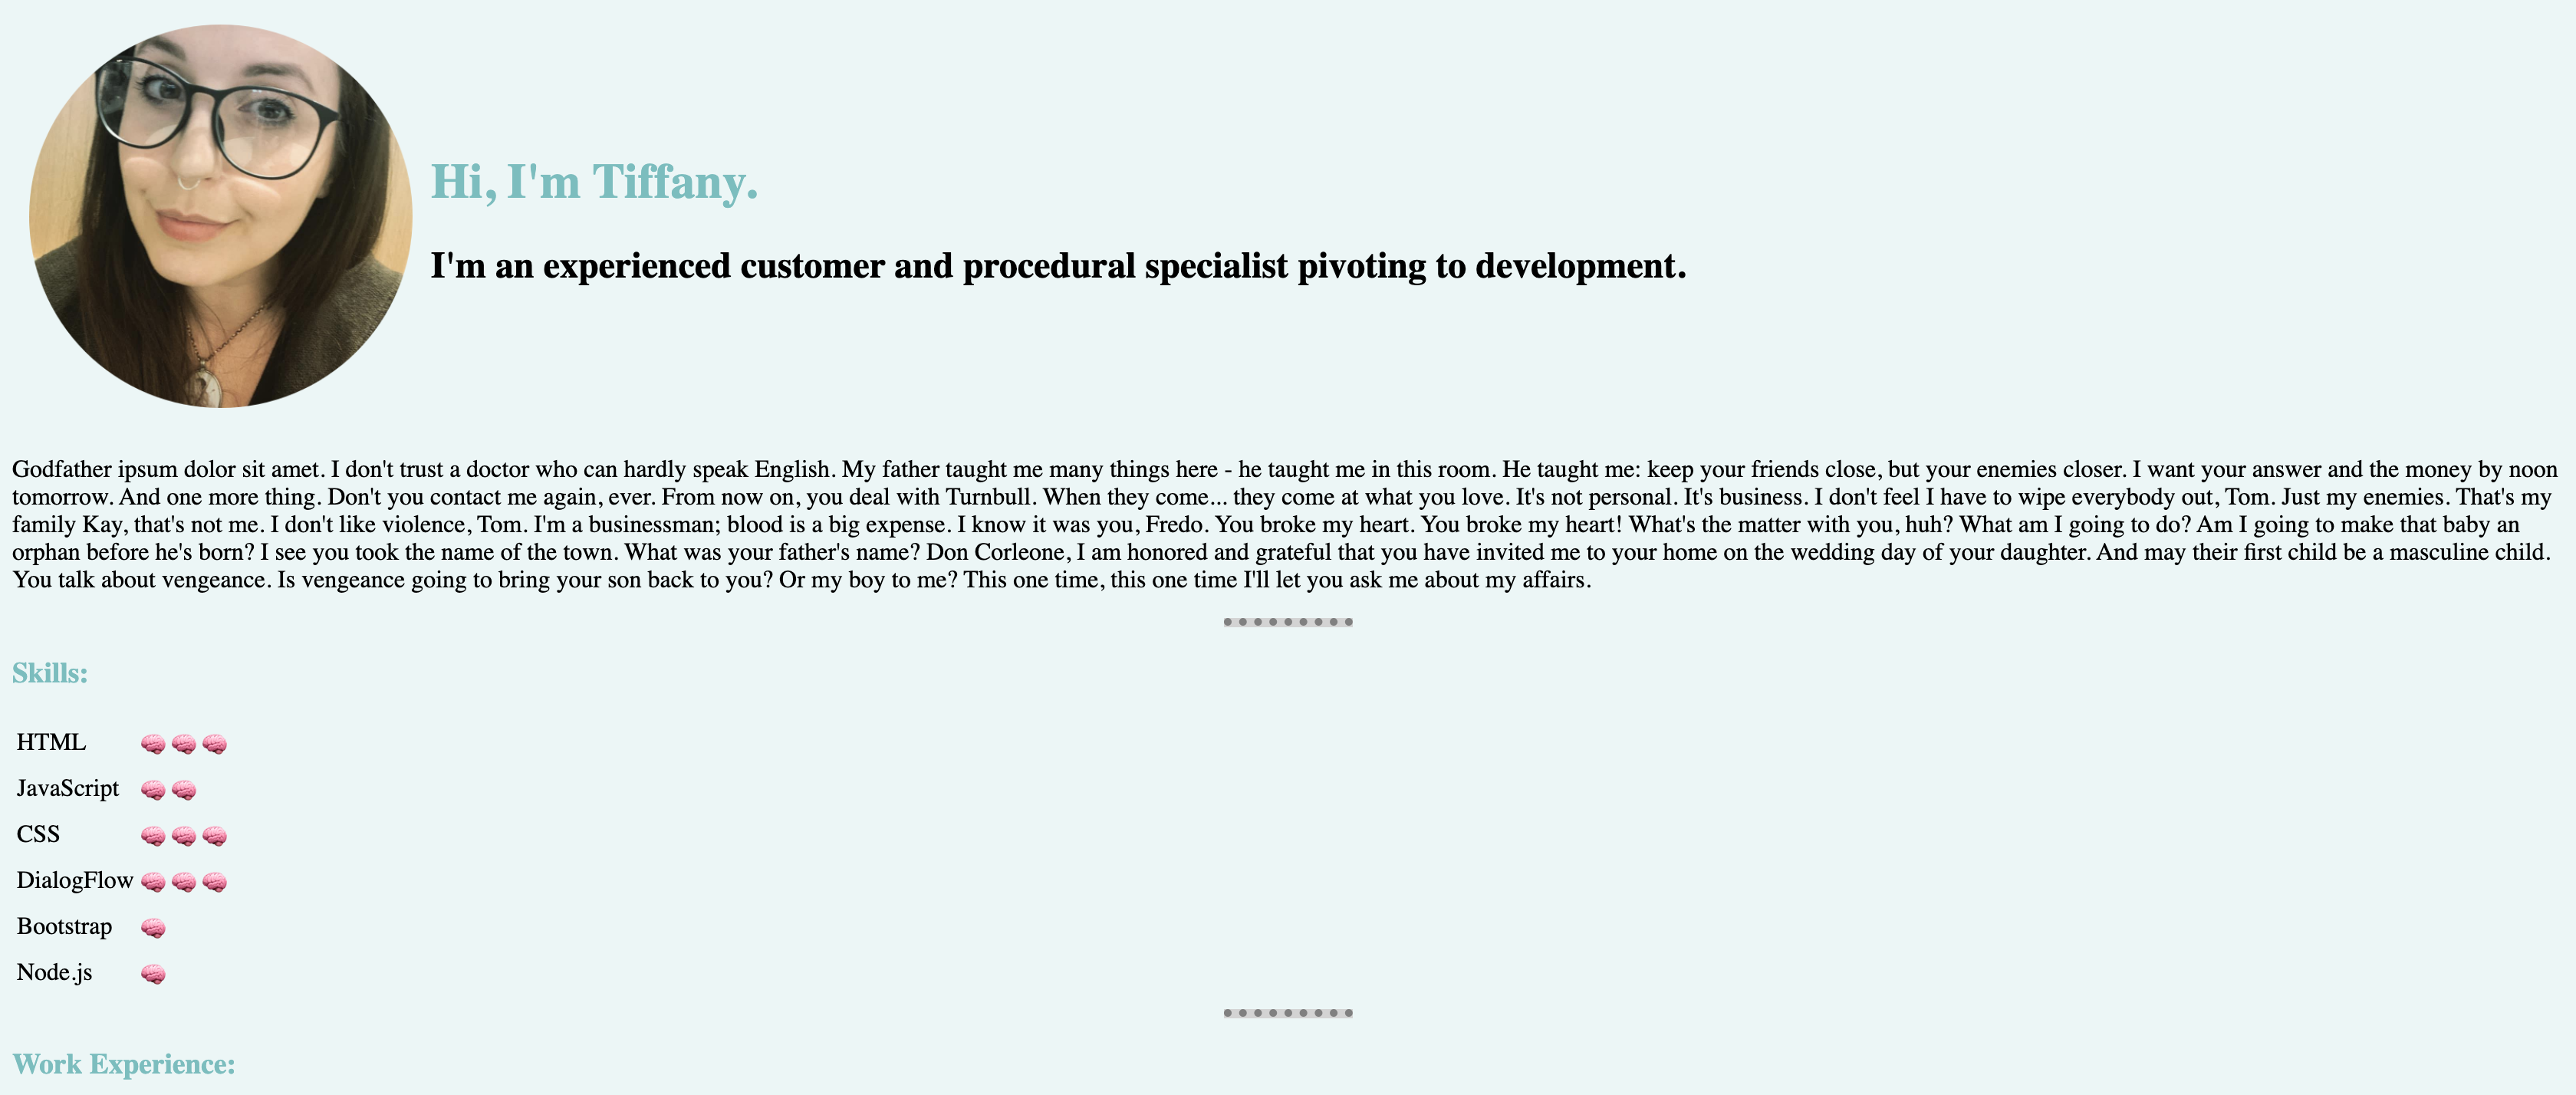 Hi, I'm Tiffany.
I'm an experienced customer and procedural specialist pivoting to development.
Godfather ipsum dolor sit amet. I don't trust a doctor who can hardly speak English. My father taught me many things here - he taught me in this room. He taught me: keep your friends close, but your enemies closer. I want your answer and the money by noon
tomorrow. And one more thing. Don't you contact me again, ever. From now on, you deal with Turnbull. When they come... they come at what you love. It's not personal. It's business. I don't feel I have to wipe everybody out, Tom. Just my enemies. That's my
family Kay, that's not me. I don't like violence, Tom. I'm a businessman; blood is a big expense. I know it was you, Fredo. You broke my heart. You broke my heart! What's the matter with you, huh? What am I going to do? Am I going to make that baby an
orphan before he's born? I see you took the name of the town. What was your father's name? Don Corleone, I am honored and grateful that you have invited me to your home on the wedding day of your daughter. And may their first child be a masculine child.
You talk about vengeance. Is vengeance going to bring your son back to you? Or my boy to me? This one time, this one time I'll let you ask me about my affairs.
Skills:
HTML 🧠 🧠 🧠
JavaScript 🧠 🧠
CSS 🧠 🧠 🧠
DialogFlow 🧠 🧠 🧠
Bootstrap 🧠
Node.js 🧠
Work Experience: